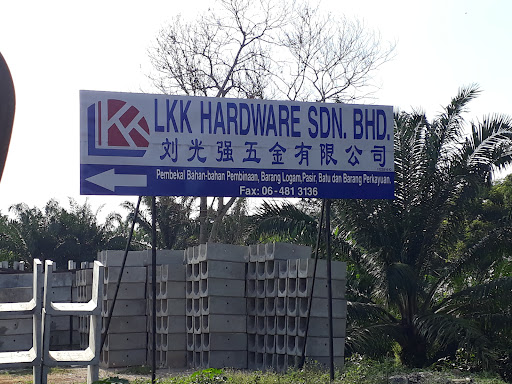 LKK HARDWARE SDN. BHD.
刘光强五金有限公司
Pembekal Bahan-bahan Pembinaan, Barang Logam,Pasir, Batu dan Barang Perkayuan.
Fax: 06-481 3136